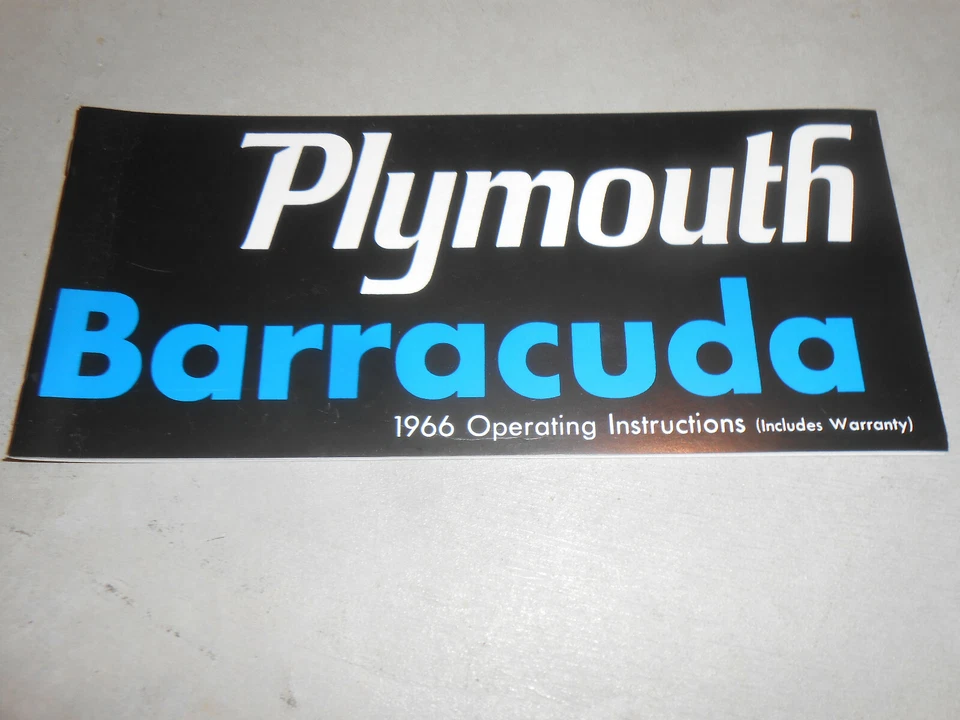 Plymouth
Barracuda
1966 Operating Instructions (Includes Warranty)